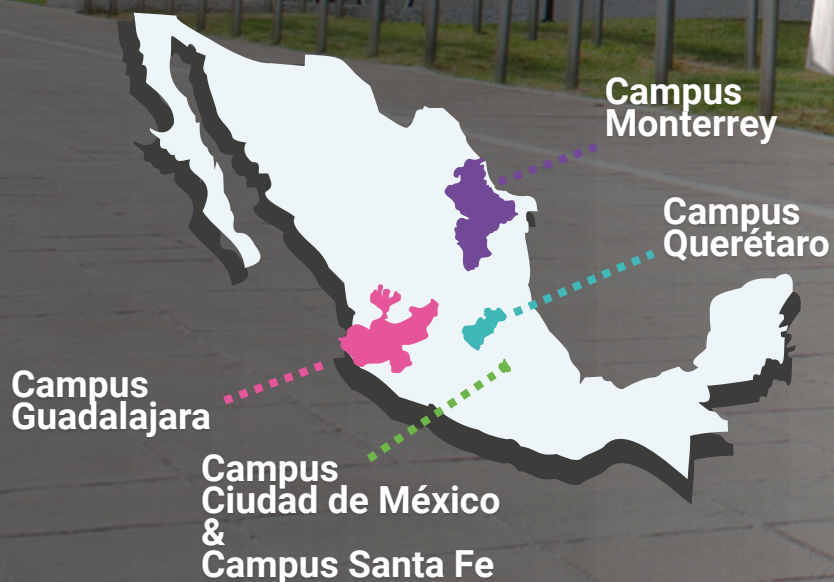 Campus
Monterrey
Campus
Querétaro
Campus
Guadalajara
Campus
Ciudad de México
&
Campus Santa Fe